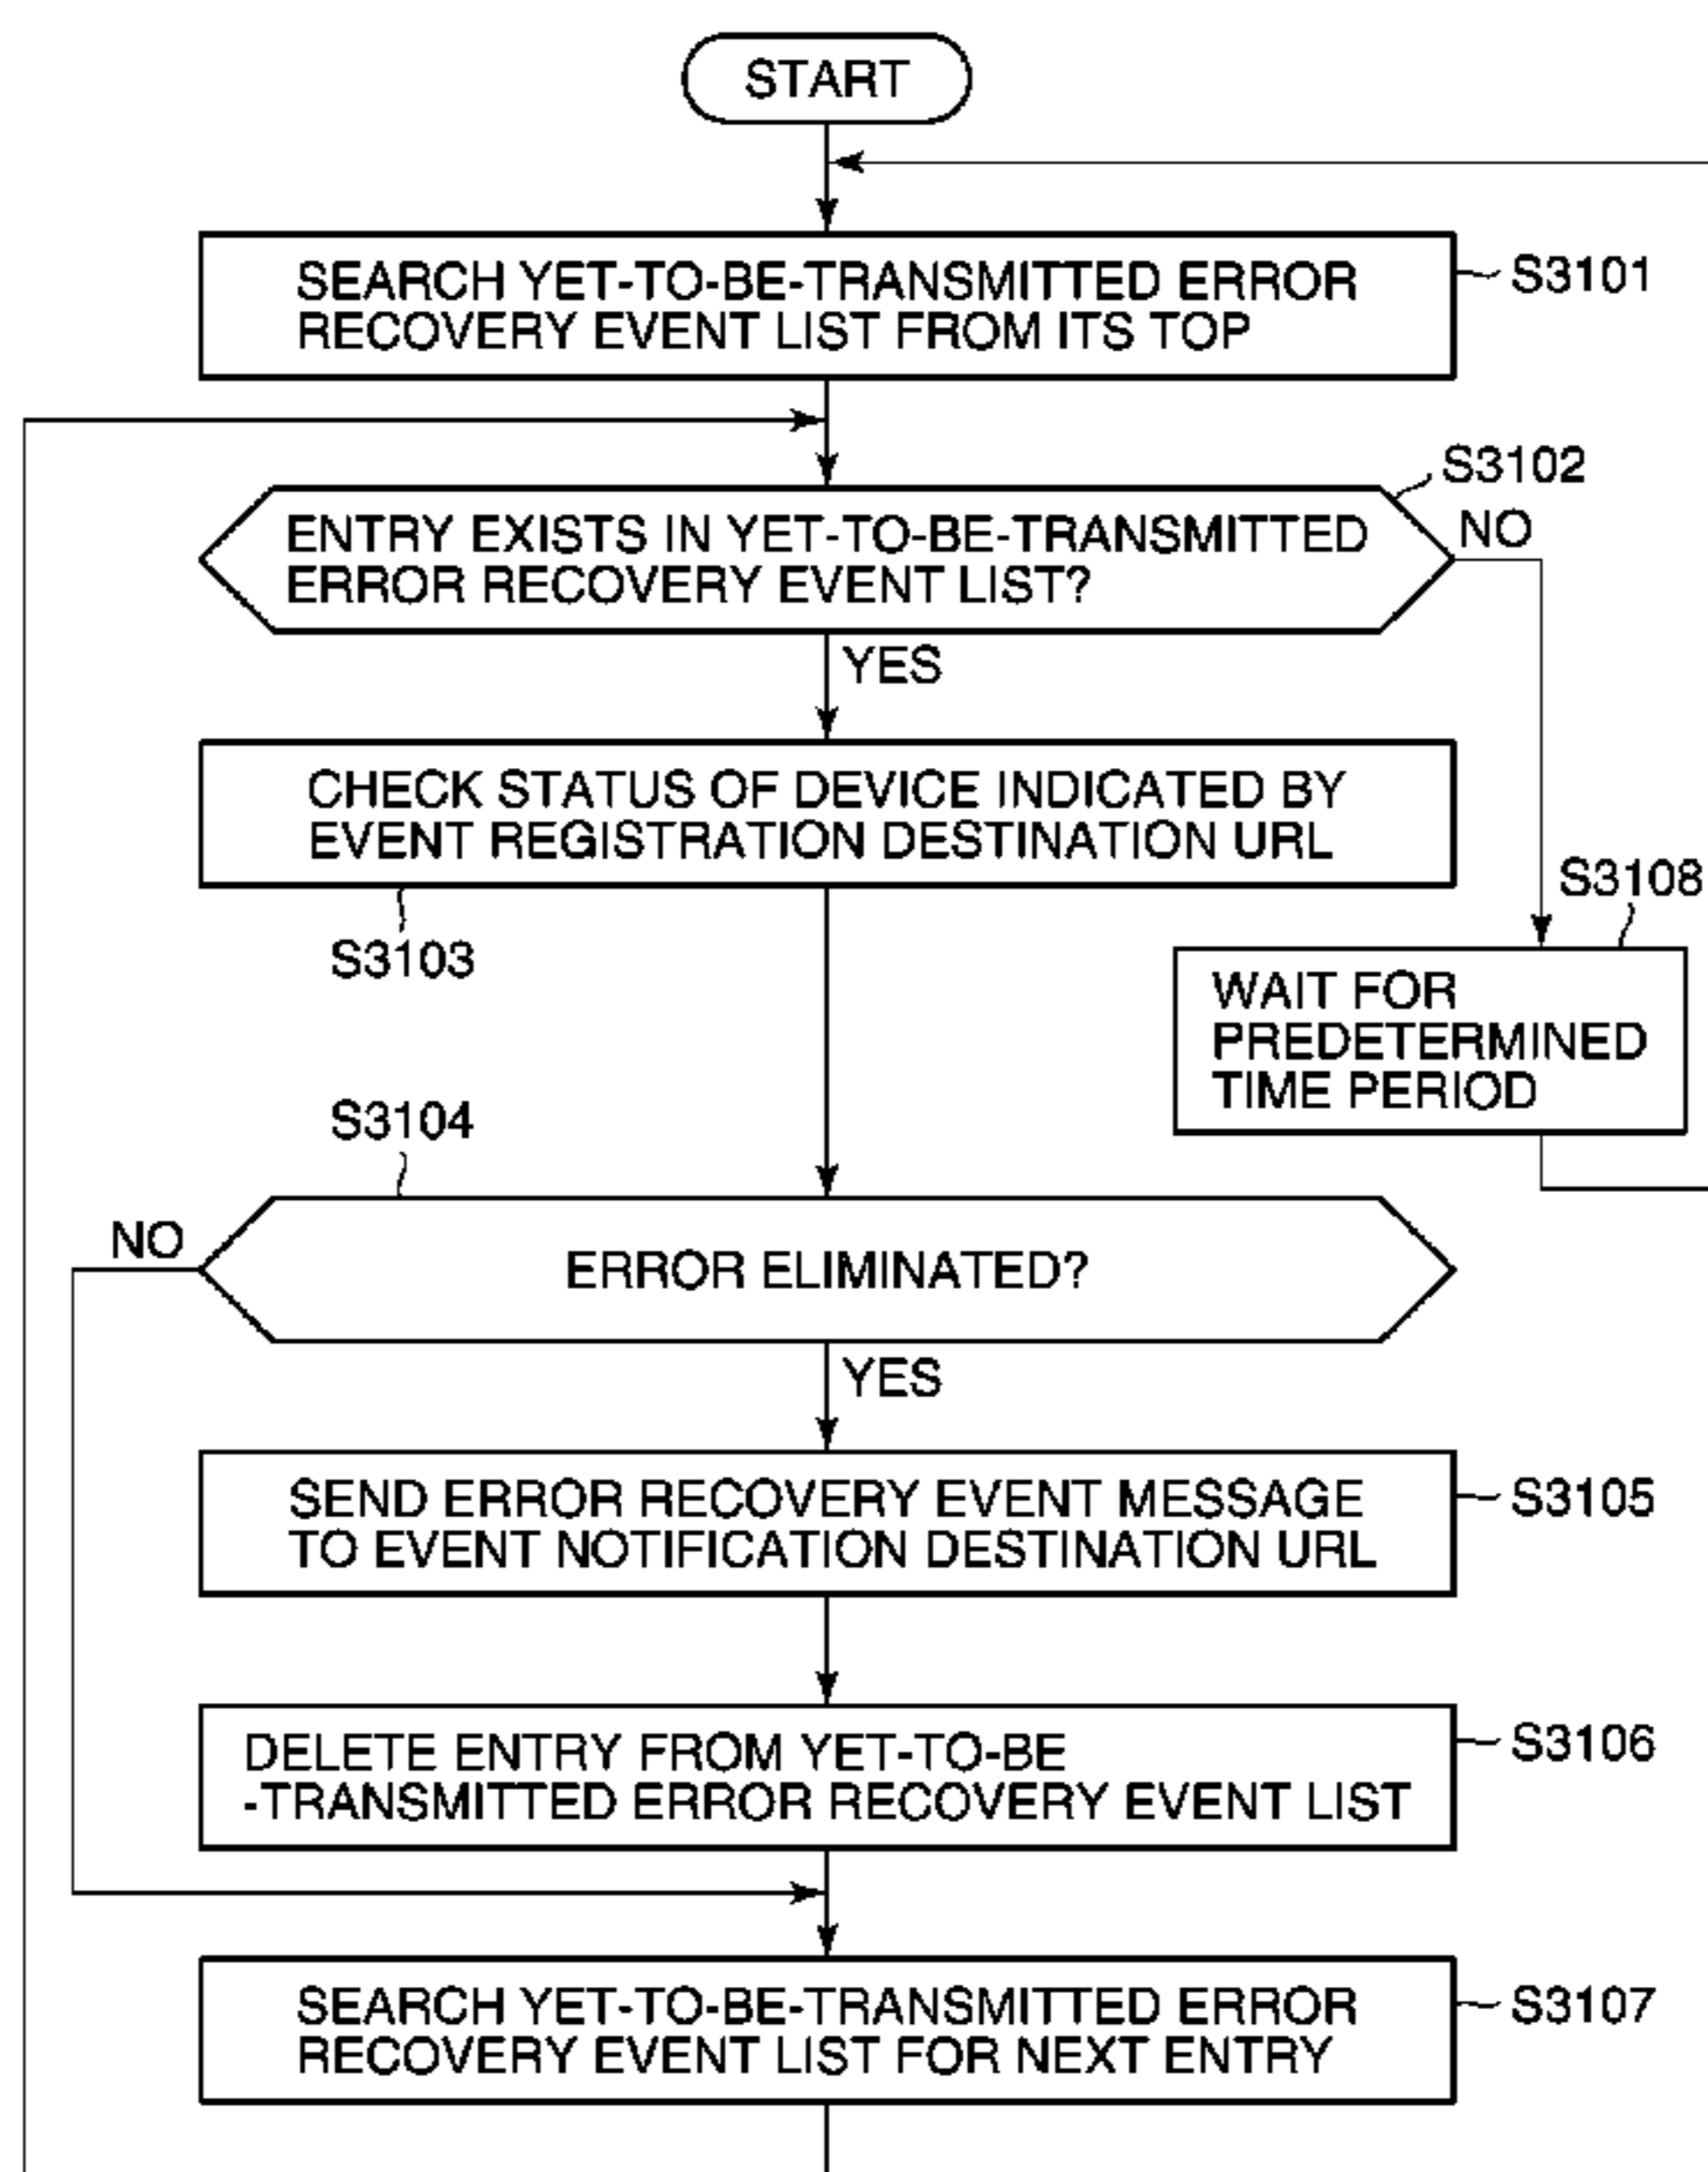 START
SEARCH YET-TO-BE-TRANSMITTED ERROR
RECOVERY EVENT LIST FROM ITS TOP
S3101
S3102
ENTRY EXISTS IN YET-TO-BE-TRANSMITTED
ERROR RECOVERY EVENT LIST?
NO
YES
CHECK STATUS OF DEVICE INDICATED BY
EVENT REGISTRATION DESTINATION URL
S3103
S3108
WAIT FOR
PREDETERMINED
TIME PERIOD
S3104
NO
ERROR ELIMINATED?
YES
SEND ERROR RECOVERY EVENT MESSAGE
TO EVENT NOTIFICATION DESTINATION URL
S3105
DELETE ENTRY FROM YET-TO-BE
-TRANSMITTED ERROR RECOVERY EVENT LIST
S3106
SEARCH YET-TO-BE-TRANSMITTED ERROR
RECOVERY EVENT LIST FOR NEXT ENTRY
S3107